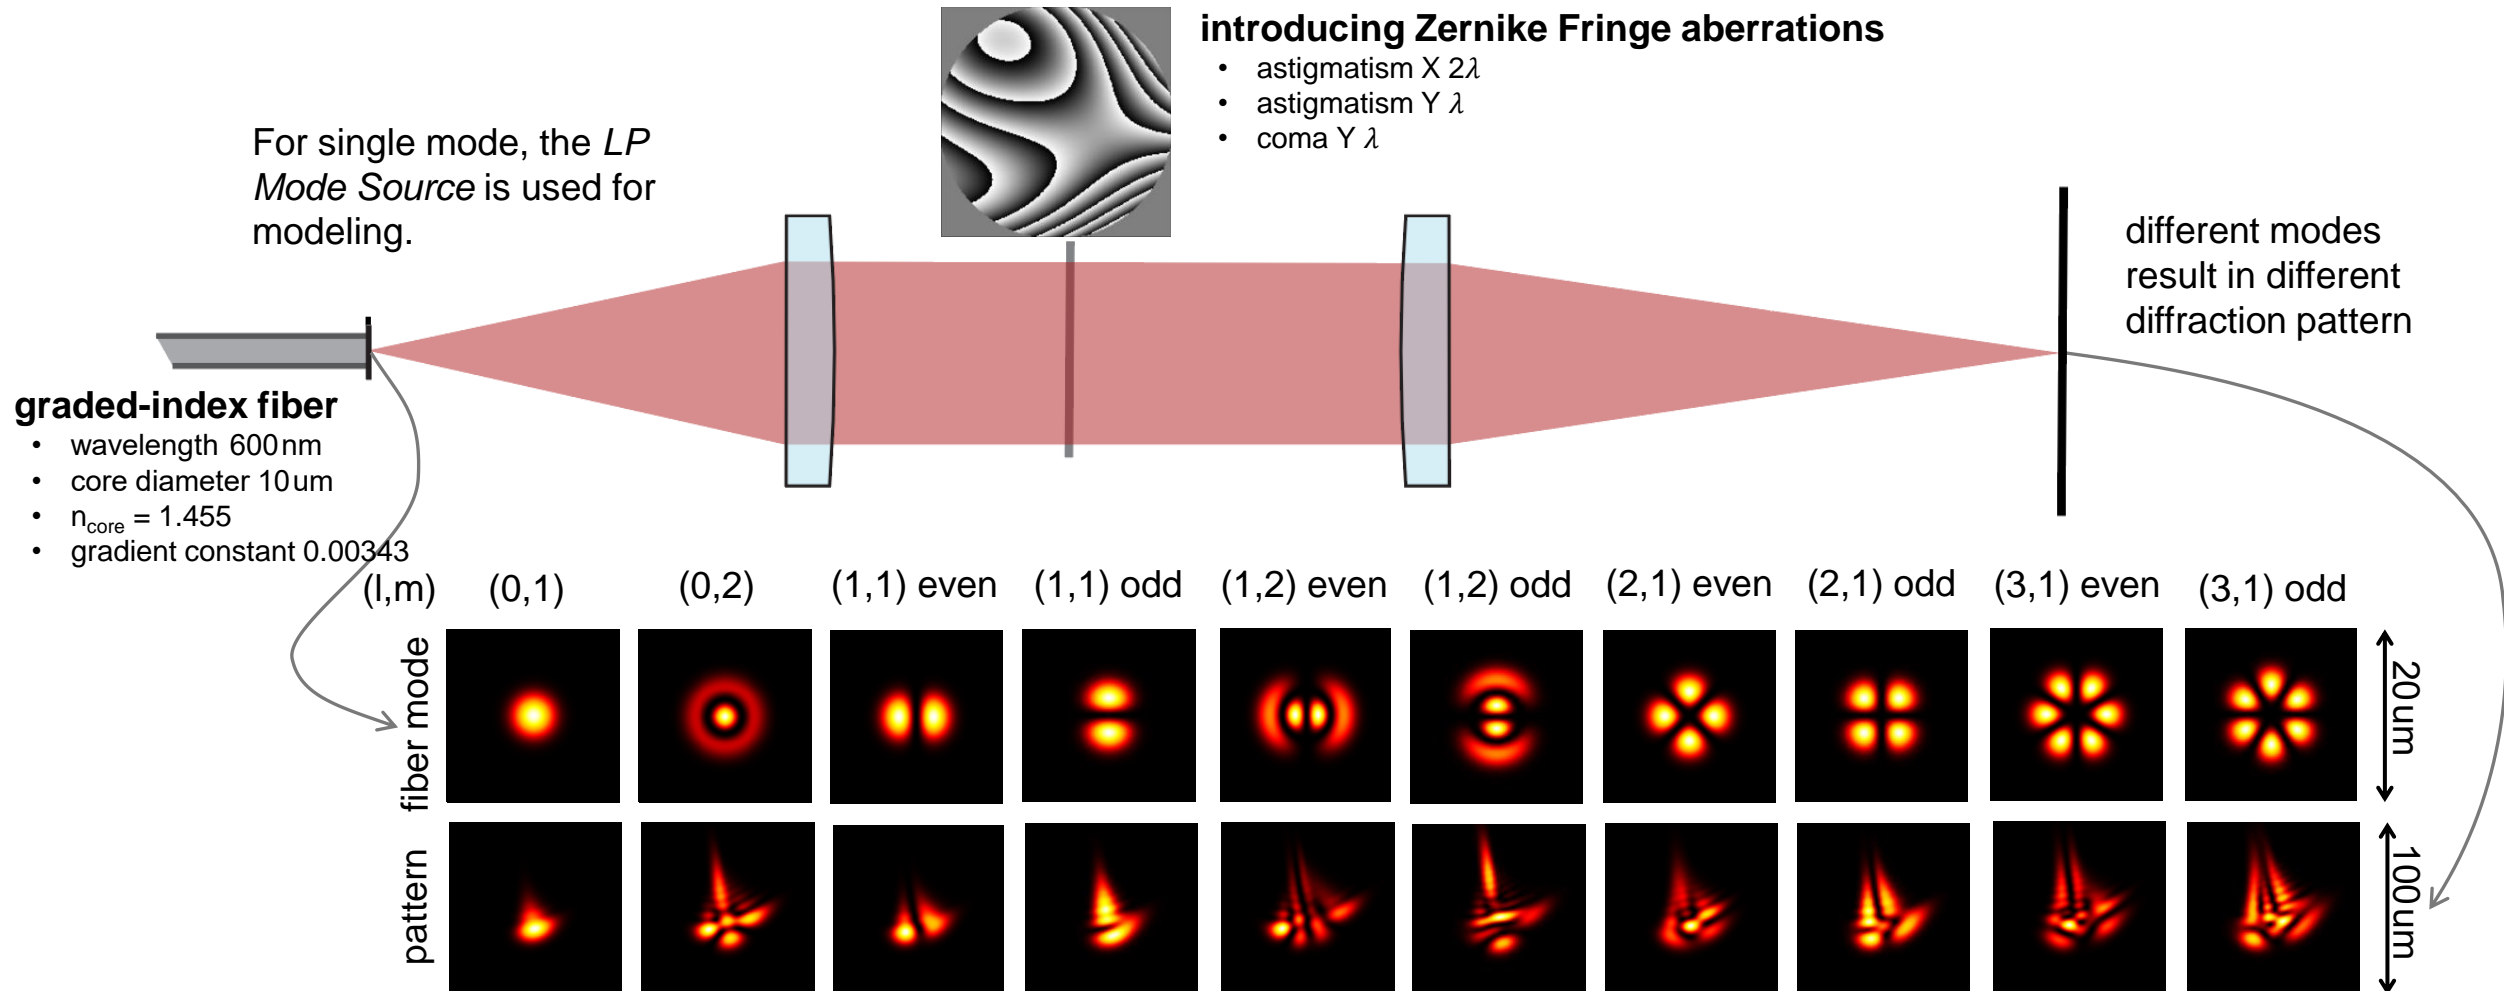 introducing Zernike Fringe aberrations
• astigmatism X 2λ
• astigmatism Y λ
• coma Y λ
For single mode, the LP
Mode Source is used for
modeling.
different modes
result in different
diffraction pattern
graded-index fiber
• wavelength 600nm
• core diameter 10um
• ncore = 1.455
• gradient constant 0.00343
(l,m) (0,1) (0,2) (1,1) even (1,1) odd (1,2) even (1,2) odd (2,1) even (2,1) odd (3,1) even (3,1) odd
fiber mode
20um
pattern
100um